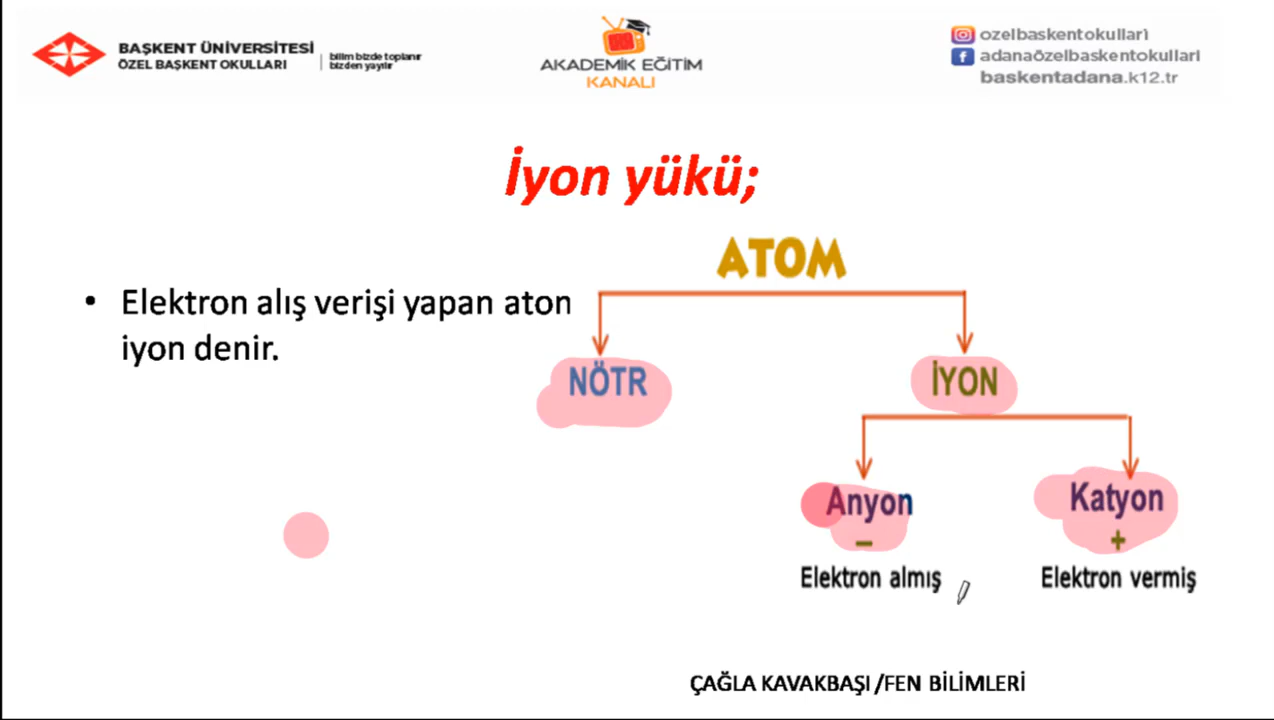 BAŞKENT ÜNİVERSİTESİ
ÖZEL BAŞKENT OKULLARI
bilim bizde toplanır
bizden yayılır
AKADEMİK EĞİTİM
KANALI
ozelbaskentokullari
adanaözelbaskentokullari
baskentadana.k12.tr
İyon yükü;
ATOM
• Elektron alış verişi yapan aton
iyon denir.
NÖTR
İYON
Anyon
Katyon
–
+
Elektron almış
Elektron vermiş
ÇAĞLA KAVAKBAŞI /FEN BİLİMLERİ